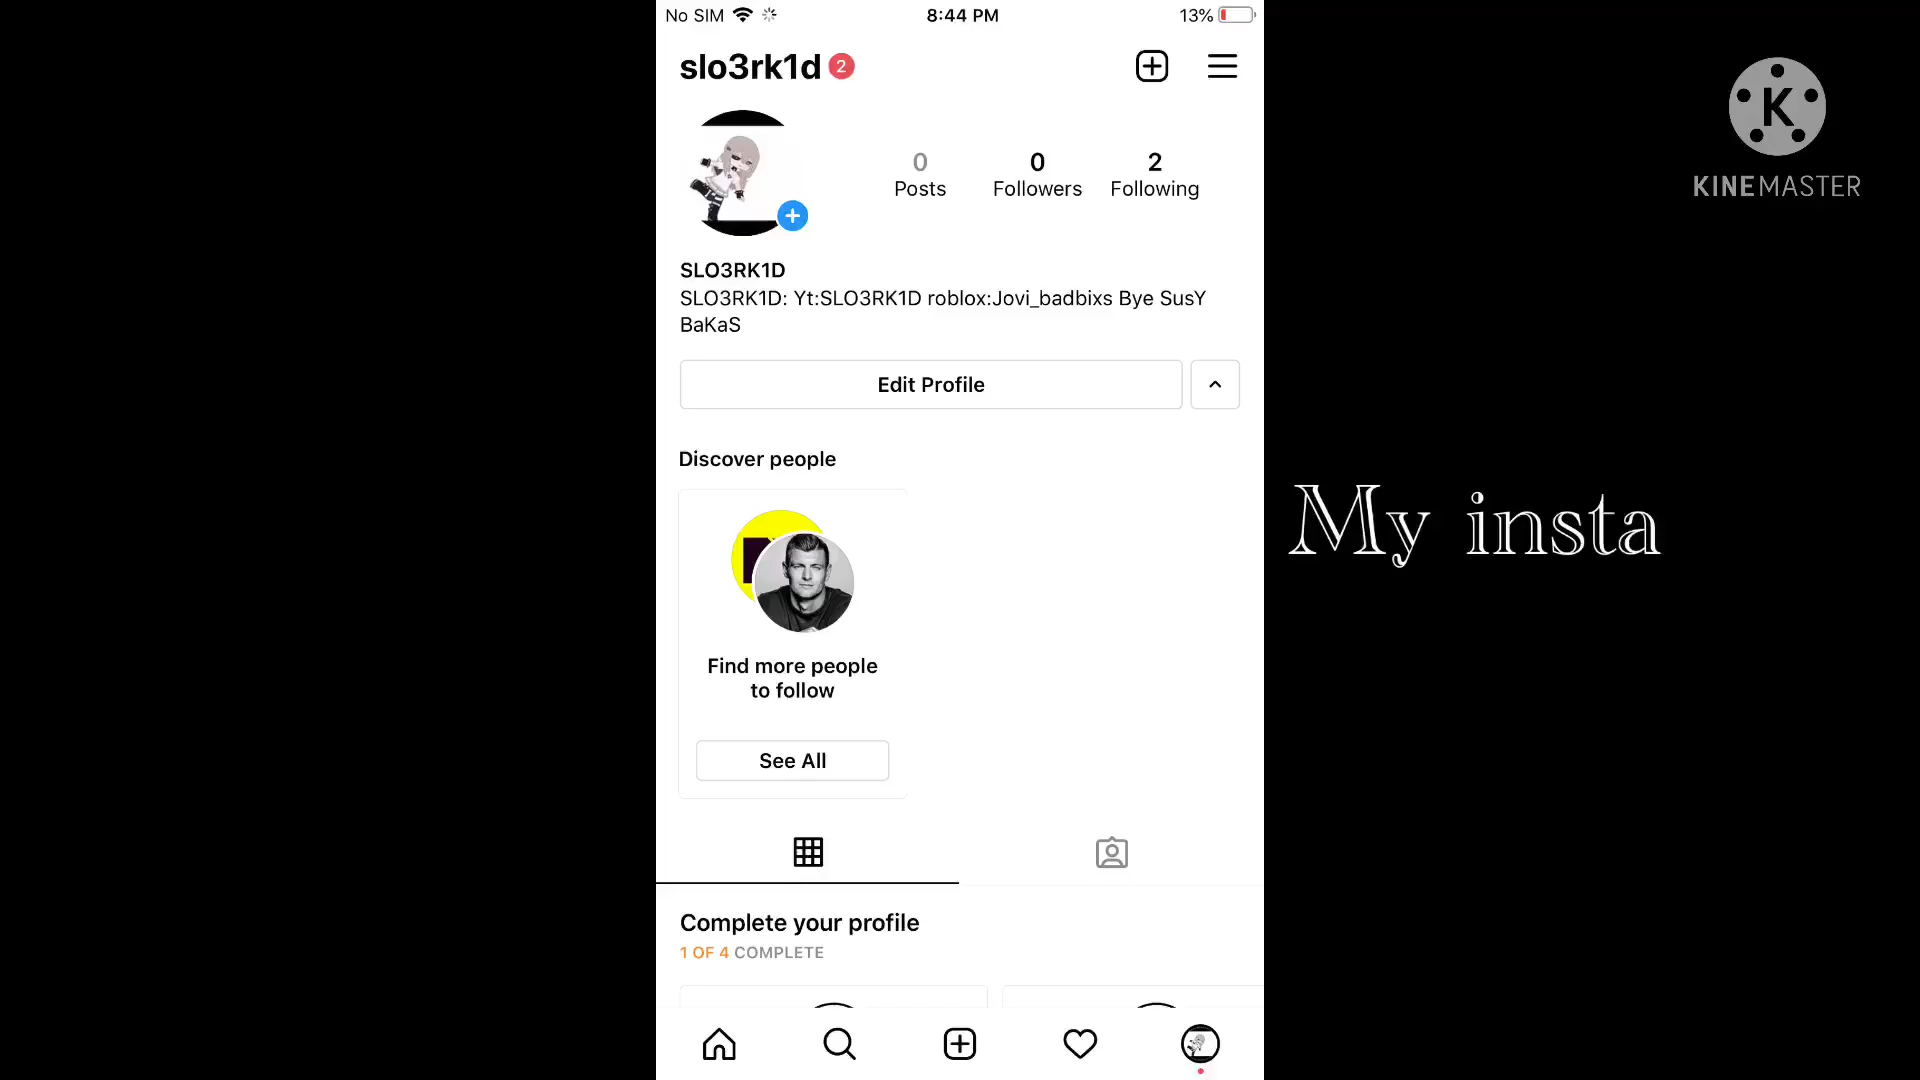 No SIM 8:44 PM 13%
slo3rk1d 2
0 0 2
Posts Followers Following
SLO3RK1D
SLO3RK1D: Yt:SLO3RK1D roblox:Jovi_badbixs Bye SusY
BaKaS
Edit Profile
Discover people
Find more people
to follow
See All
Complete your profile
1 OF 4 COMPLETE
K
KINEMASTER
My insta